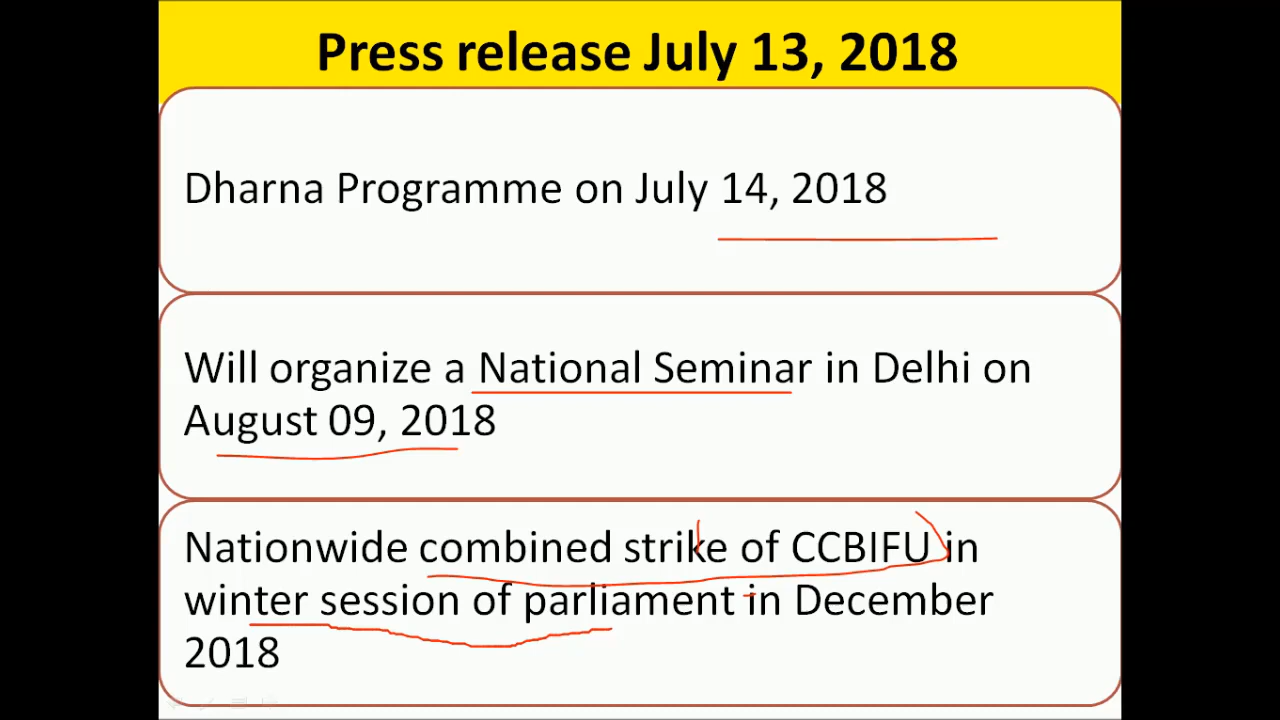 Press release July 13, 2018
Dharna Programme on July 14, 2018
Will organize a National Seminar in Delhi on
August 09, 2018
Nationwide combined strike of CCBIFU in
winter session of parliament in December
2018